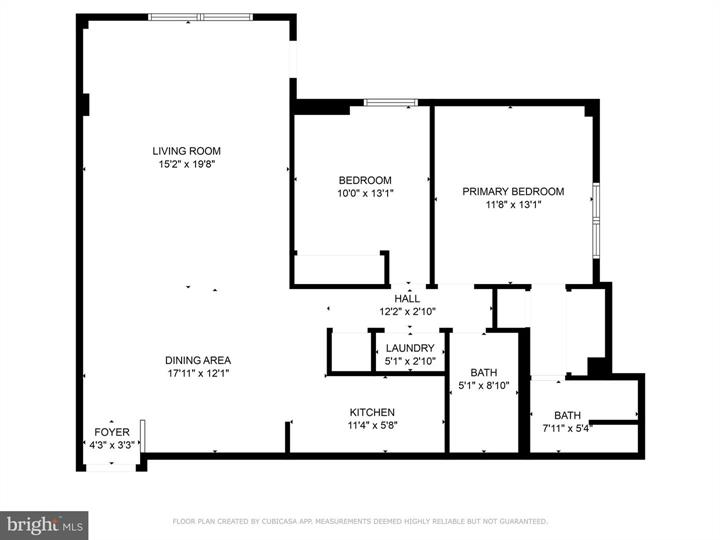 LIVING ROOM
15'2" x 19'8"
BEDROOM
10'0" x 13'1"
PRIMARY BEDROOM
11'8" x 13'1"
HALL
12'2" x 2'10"
LAUNDRY
5'1" x 2'10"
DINING AREA
17'11" x 12'1"
BATH
5'1" x 8'10"
KITCHEN
11'4" x 5'8"
BATH
7'11" x 5'4"
FOYER
4'3" x 3'3"
FLOOR PLAN CREATED BY CUBICASA APP. MEASUREMENTS DEEMED HIGHLY RELIABLE BUT NOT GUARANTEED.
bright MLS